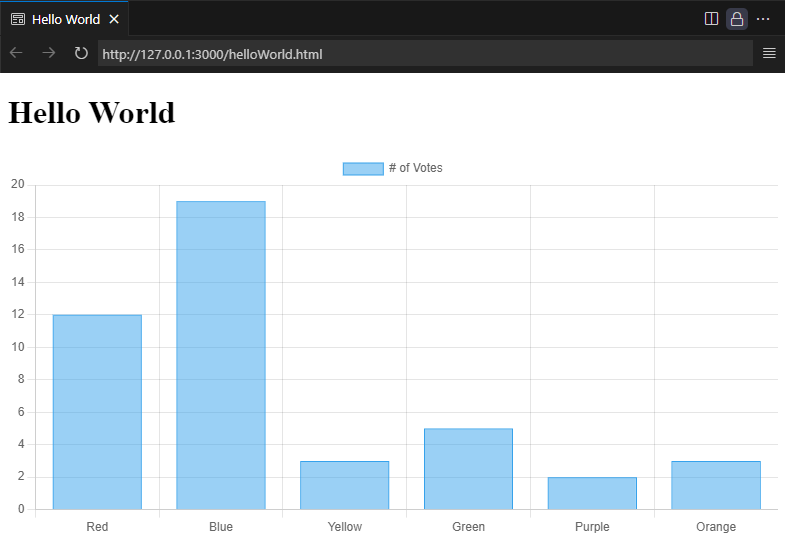 Hello World
http://127.0.0.1:3000/helloWorld.html
Hello World
# of Votes
20
18
16
14
12
10
8
6
4
2
0
Red Blue Yellow Green Purple Orange